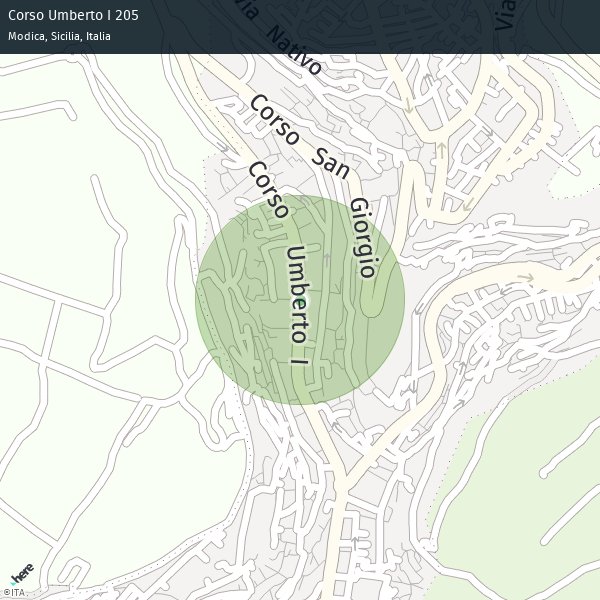 Corso Umberto I 205
Modica, Sicilia, Italia
Via Nativo
Via
Corso San Giorgio
Corso Umberto I
here
©ITA